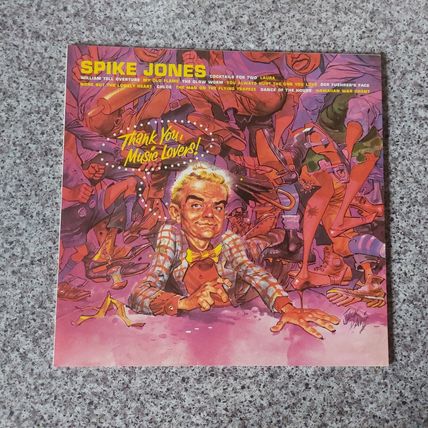 SPIKE JONES COCKTAILS FOR TWO LAURA
WILLIAM TELL OVERTURE MY OLD FLAME THE GLOW WORM YOU ALWAYS HURT THE ONE YOU LOVE DER FUEHRER'S FACE
NONE BUT THE LONELY HEART CHLOE THE MAN ON THE FLYING TRAPEZE DANCE OF THE HOURS HAWAIIAN WAR CHANT
Thank You,
Music Lovers!